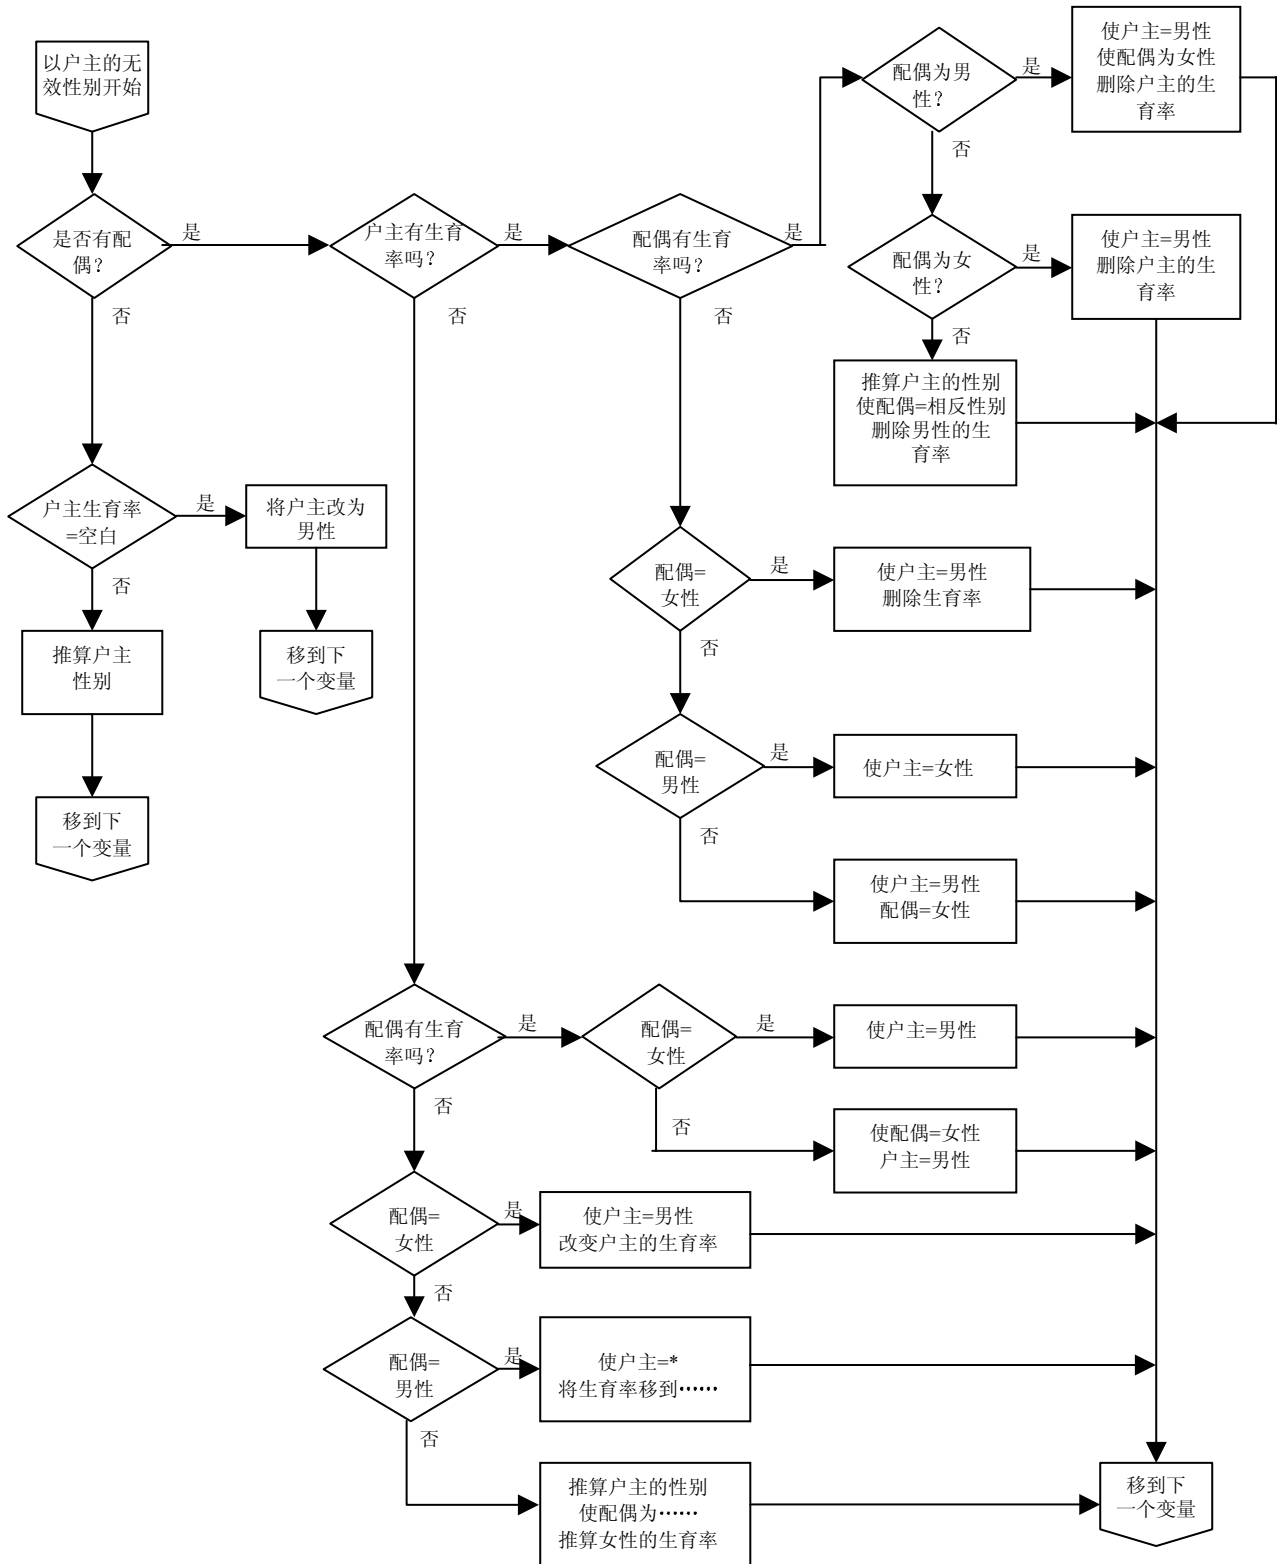 以户主的无
效性别开始
是否有配
偶？
是
否
户主生育率
=空白
是
将户主改为
男性
移到下
一个变量
否
推算户主
性别
移到下
一个变量
户主有生育
率吗？
是
否
配偶有生育
率吗？
是
否
配偶为男
性？
是
使户主=男性
使配偶为女性
删除户主的生
育率
否
配偶为女
性？
是
使户主=男性
删除户主的生
育率
否
推算户主的性别
使配偶=相反性别
删除男性的生
育率
配偶=
女性
是
使户主=男性
删除生育率
否
配偶=
男性
是
使户主=女性
否
使户主=男性
配偶=女性
配偶有生育
率吗？
是
配偶=
女性
是
使户主=男性
否
使配偶=女性
户主=男性
否
配偶=
女性
是
使户主=男性
改变户主的生育率
否
配偶=
男性
是
使户主=*
将生育率移到……
否
推算户主的性别
使配偶为……
推算女性的生育率
移到下
一个变量